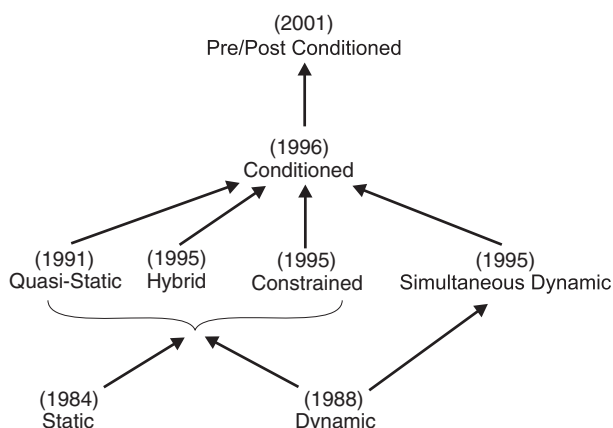 (2001)
Pre/Post Conditioned
(1996)
Conditioned
(1991)
Quasi-Static
(1995)
Hybrid
(1995)
Constrained
(1995)
Simultaneous Dynamic
(1984)
Static
(1988)
Dynamic